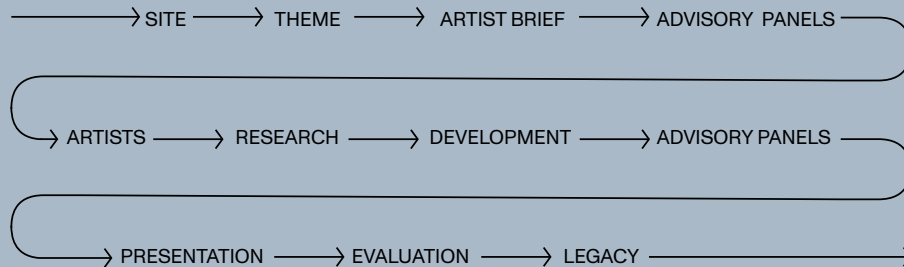 SITE THEME ARTIST BRIEF ADVISORY PANELS
ARTISTS RESEARCH DEVELOPMENT ADVISORY PANELS
PRESENTATION EVALUATION LEGACY